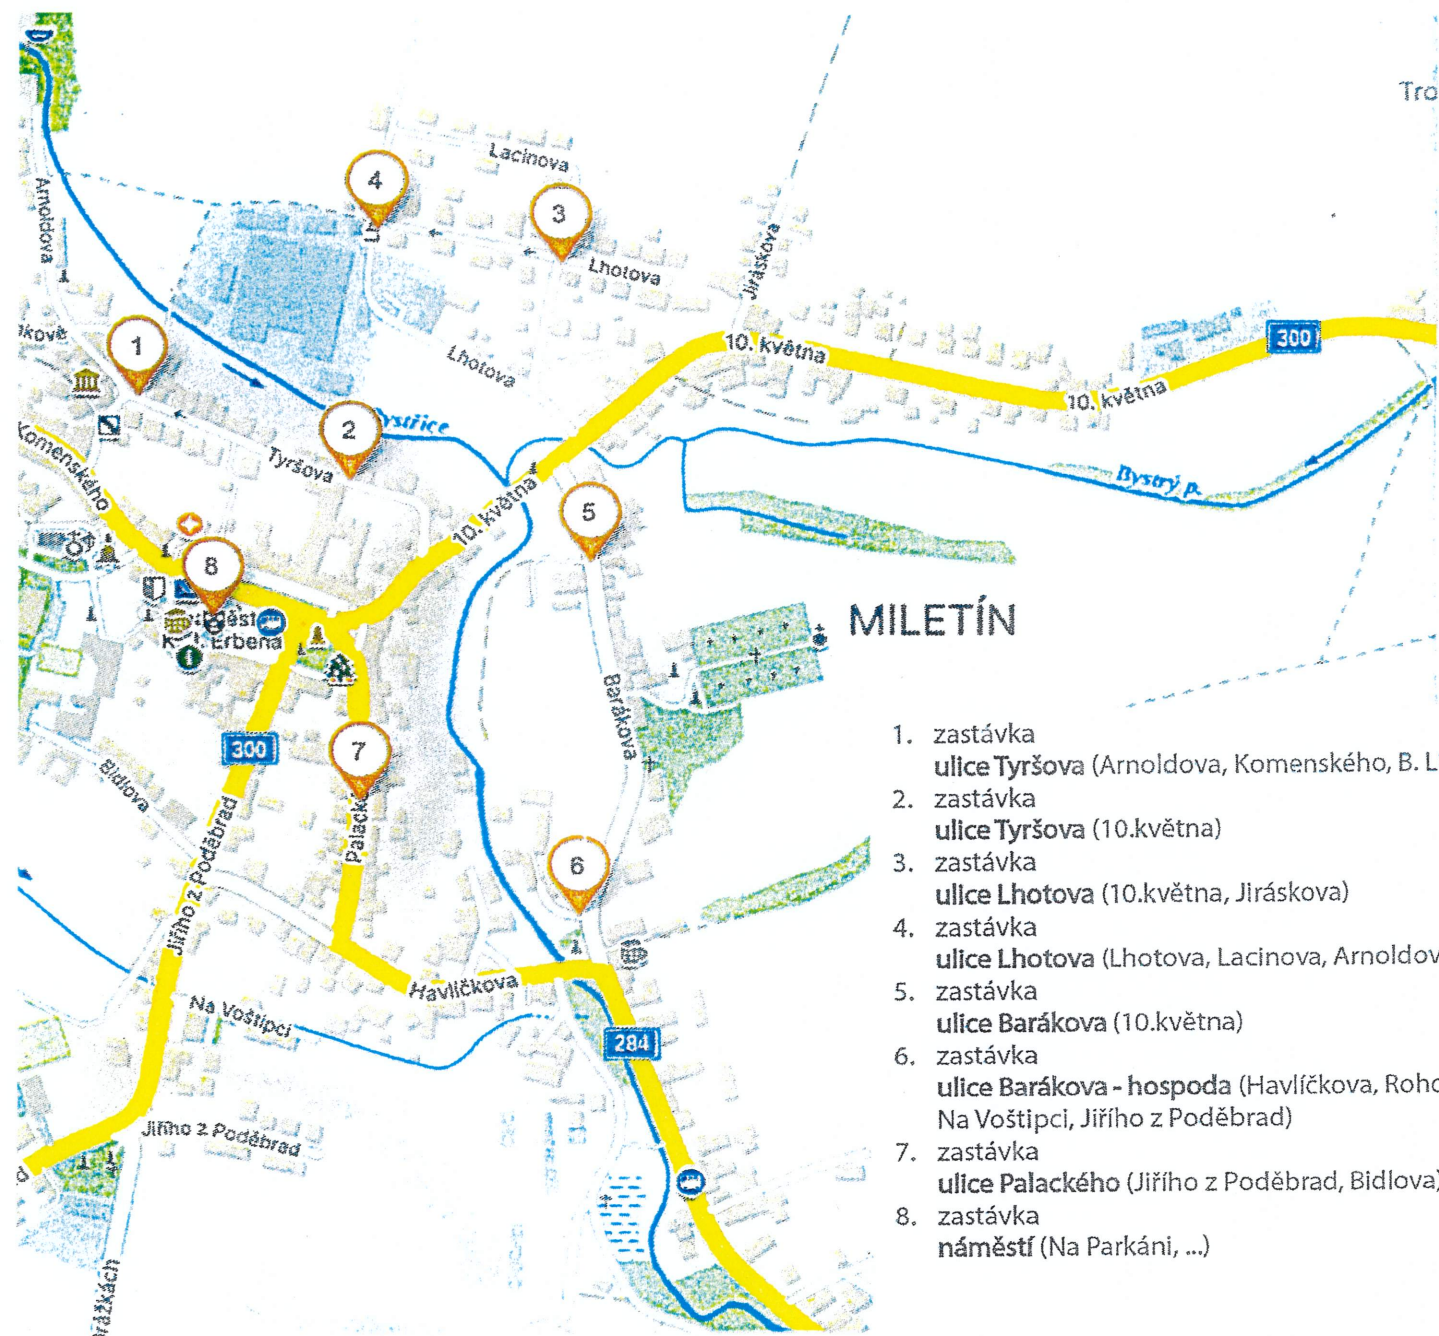 Tro
Lacinova
4
3
Arnoldova
Lhotova
Jiráskova
1
Lhotova
10. května
300
10. května
2
Bystřice
Tyršova
Komenského
10. května
Bystrý p.
5
8
Erbena
MILETÍN
Barákova
300
7
Bidlova
Jiřího z Poděbrad
6
Havlíčkova
Na Voštipci
284
Jiřího z Poděbrad
1. zastávka
ulice Tyršova (Arnoldova, Komenského, B. L
2. zastávka
ulice Tyršova (10.května)
3. zastávka
ulice Lhotova (10.května, Jiráskova)
4. zastávka
ulice Lhotova (Lhotova, Lacinova, Arnoldov
5. zastávka
ulice Barákova (10.května)
6. zastávka
ulice Barákova - hospoda (Havlíčkova, Roho
Na Voštipci, Jiřího z Poděbrad)
7. zastávka
ulice Palackého (Jiřího z Poděbrad, Bidlova)
8. zastávka
náměstí (Na Parkáni, ...)